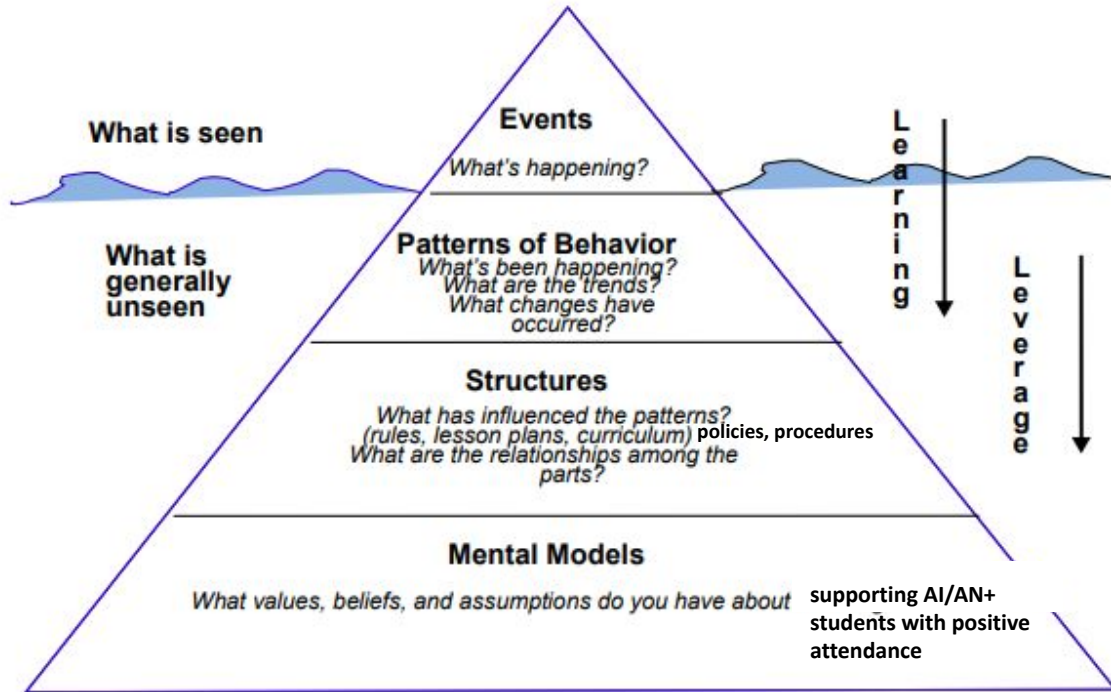 What is seen
Events
What's happening?
What is
generally
unseen
Patterns of Behavior
What's been happening?
What are the trends?
What changes have
occurred?
Structures
What has influenced the patterns?
(rules, lesson plans, curriculum) policies, procedures
What are the relationships among the
parts?
Mental Models
What values, beliefs, and assumptions do you have about
supporting AI/AN+
students with positive
attendance
Learning
Leverage